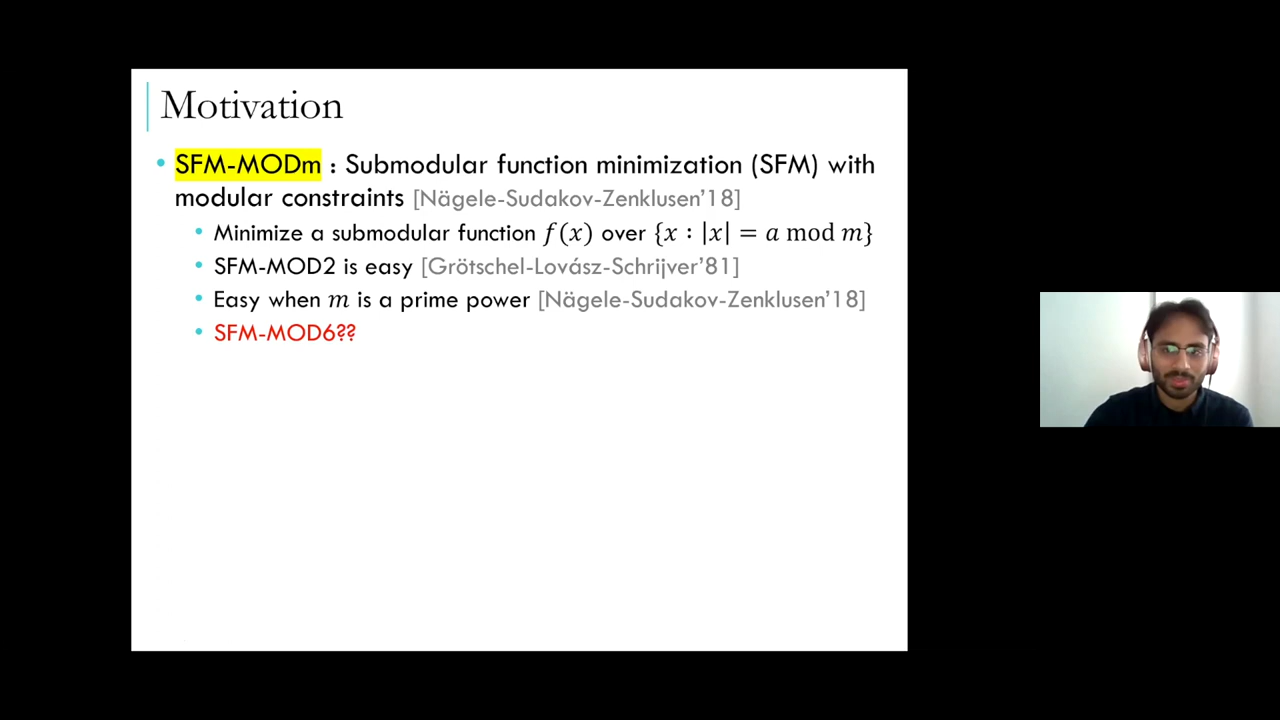 Motivation
• SFM-MODm : Submodular function minimization (SFM) with
modular constraints [Nägele-Sudakov-Zenklusen’18]
• Minimize a submodular function 𝑓(𝑥) over {𝑥 : |𝑥| = 𝑎 mod 𝑚}
• SFM-MOD2 is easy [Grötschel-Lovász-Schrijver’81]
• Easy when 𝑚 is a prime power [Nägele-Sudakov-Zenklusen’18]
• SFM-MOD6??